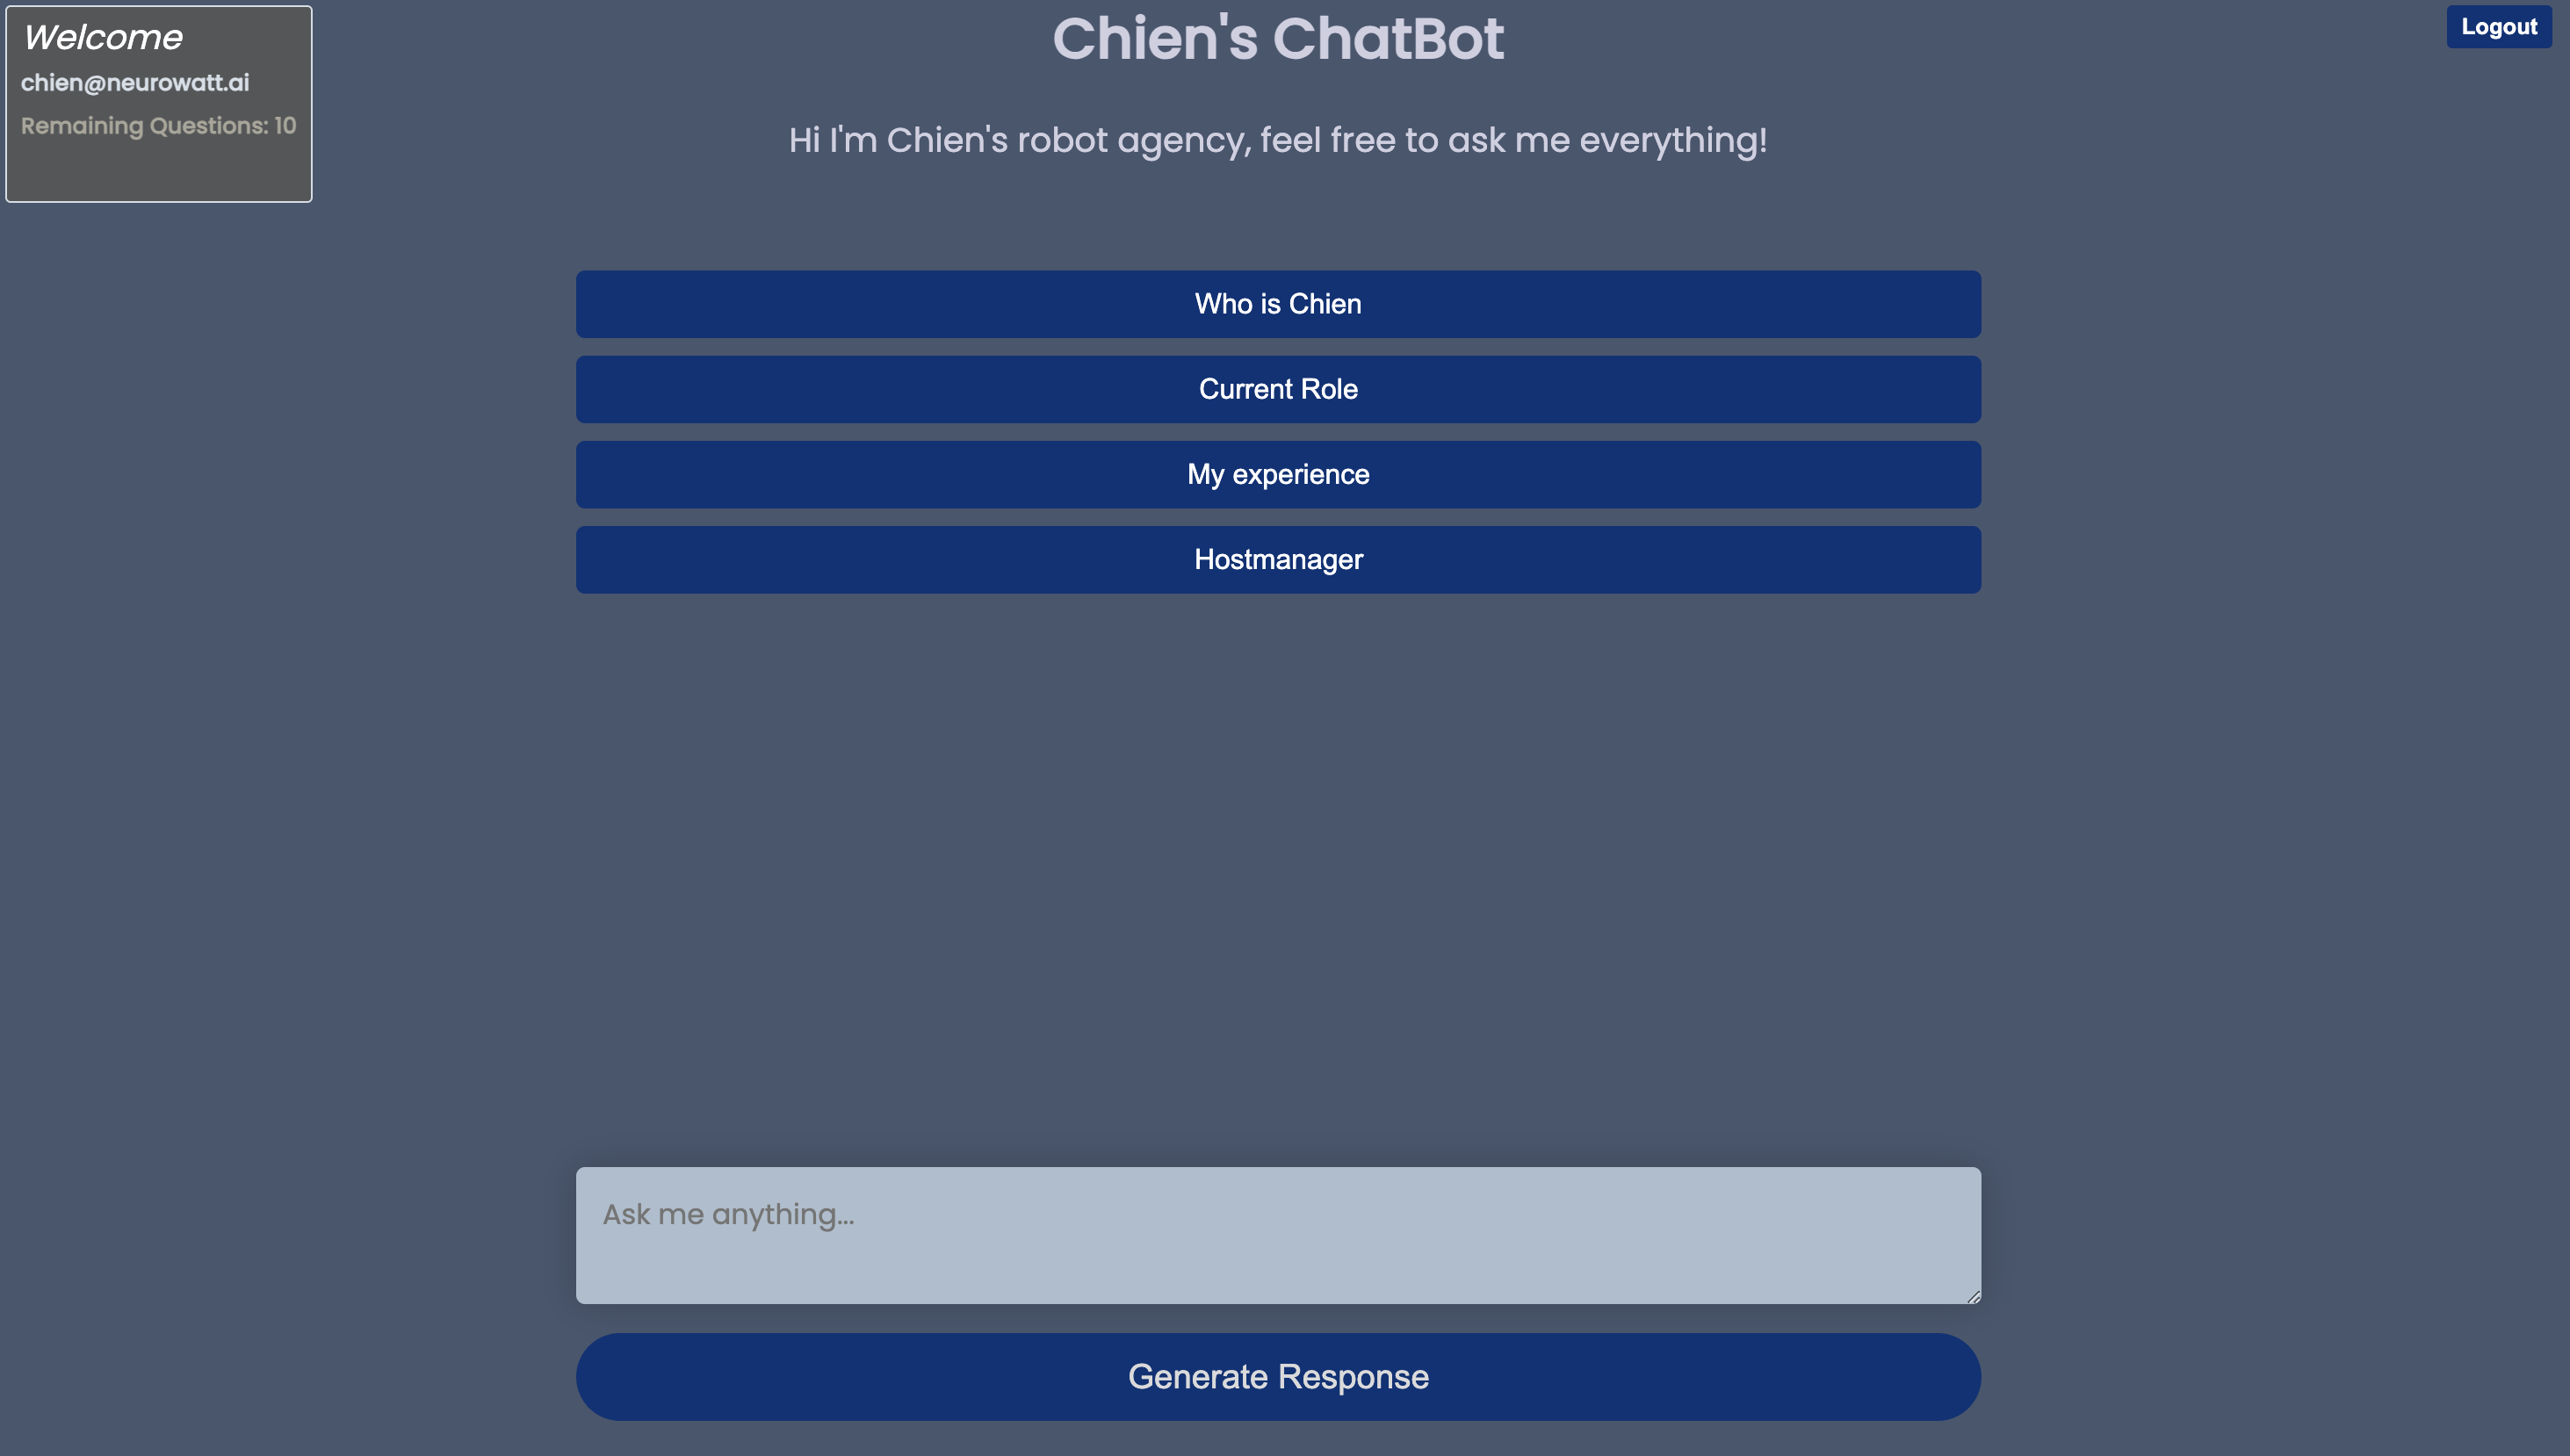 Welcome
chien@neurowatt.ai
Remaining Questions: 10
Chien's ChatBot
Logout
Hi I'm Chien's robot agency, feel free to ask me everything!
Who is Chien
Current Role
My experience
Hostmanager
Ask me anything...
Generate Response